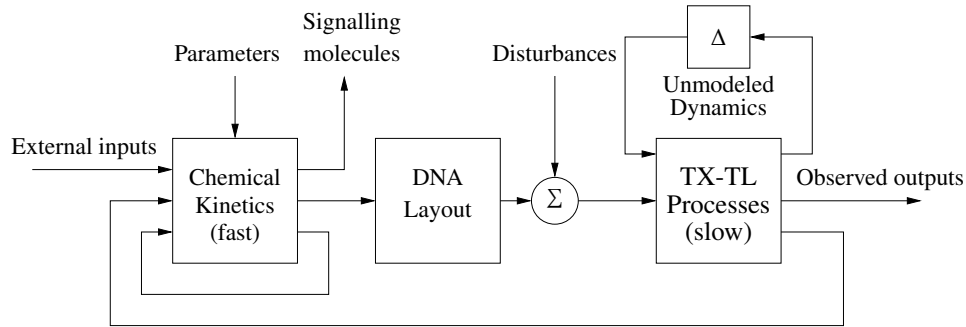 Signalling
molecules
Parameters
Disturbances
Δ
Unmodeled
Dynamics
External inputs
Chemical
Kinetics
(fast)
DNA
Layout
Σ
TX-TL
Processes
(slow)
Observed outputs